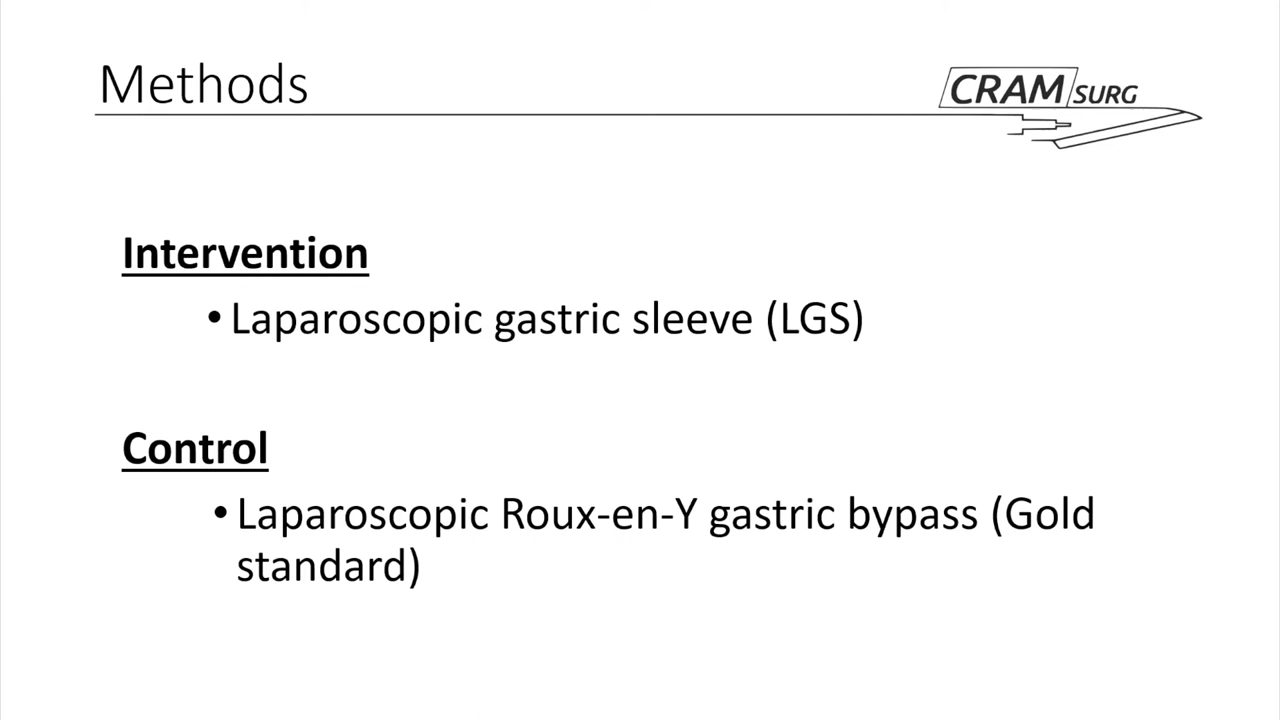 Methods
CRAM SURG
Intervention
• Laparoscopic gastric sleeve (LGS)
Control
• Laparoscopic Roux-en-Y gastric bypass (Gold
standard)